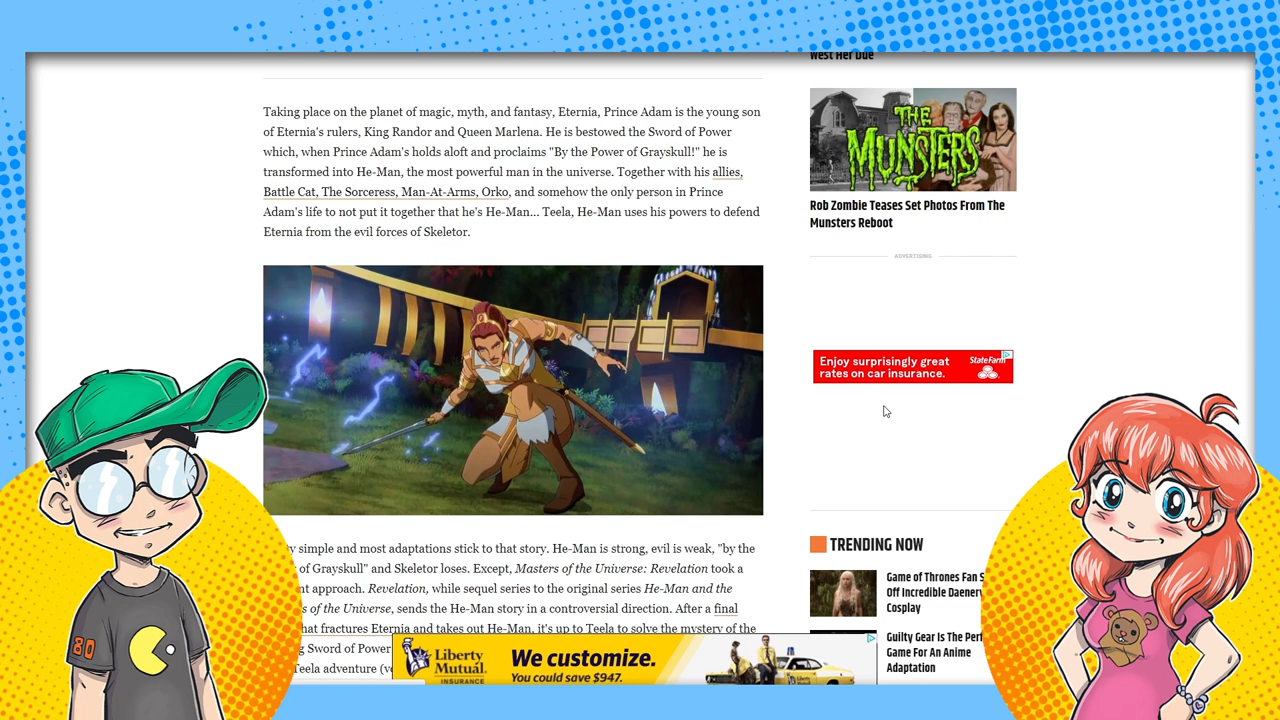 West Her Due
Taking place on the planet of magic, myth, and fantasy, Eternia, Prince Adam is the young son
of Eternia's rulers, King Randor and Queen Marlena. He is bestowed the Sword of Power
which, when Prince Adam's holds aloft and proclaims "By the Power of Grayskull!" he is
transformed into He-Man, the most powerful man in the universe. Together with his allies,
Battle Cat, The Sorceress, Man-At-Arms, Orko, and somehow the only person in Prince
Adam's life to not put it together that he's He-Man... Teela, He-Man uses his powers to defend
Eternia from the evil forces of Skeletor.
THE
MUNSTERS
Rob Zombie Teases Set Photos From The
Munsters Reboot
ADVERTISING
Enjoy surprisingly great
rates on car insurance.
StateFarm
TRENDING NOW
Game of Thrones Fan S
Off Incredible Daenery
Cosplay
Guilty Gear Is The Perf
Game For An Anime
Adaptation
simple and most adaptations stick to that story. He-Man is strong, evil is weak, "by the
of Grayskull" and Skeletor loses. Except, Masters of the Universe: Revelation took a
approach. Revelation, while sequel series to the original series He-Man and the
of the Universe, sends the He-Man story in a controversial direction. After a final
that fractures Eternia and takes out He-Man, it's up to Teela to solve the mystery of the
Sword of Power
Teela adventure
Liberty
Mutual
INSURANCE
We customize.
You could save $947.
80